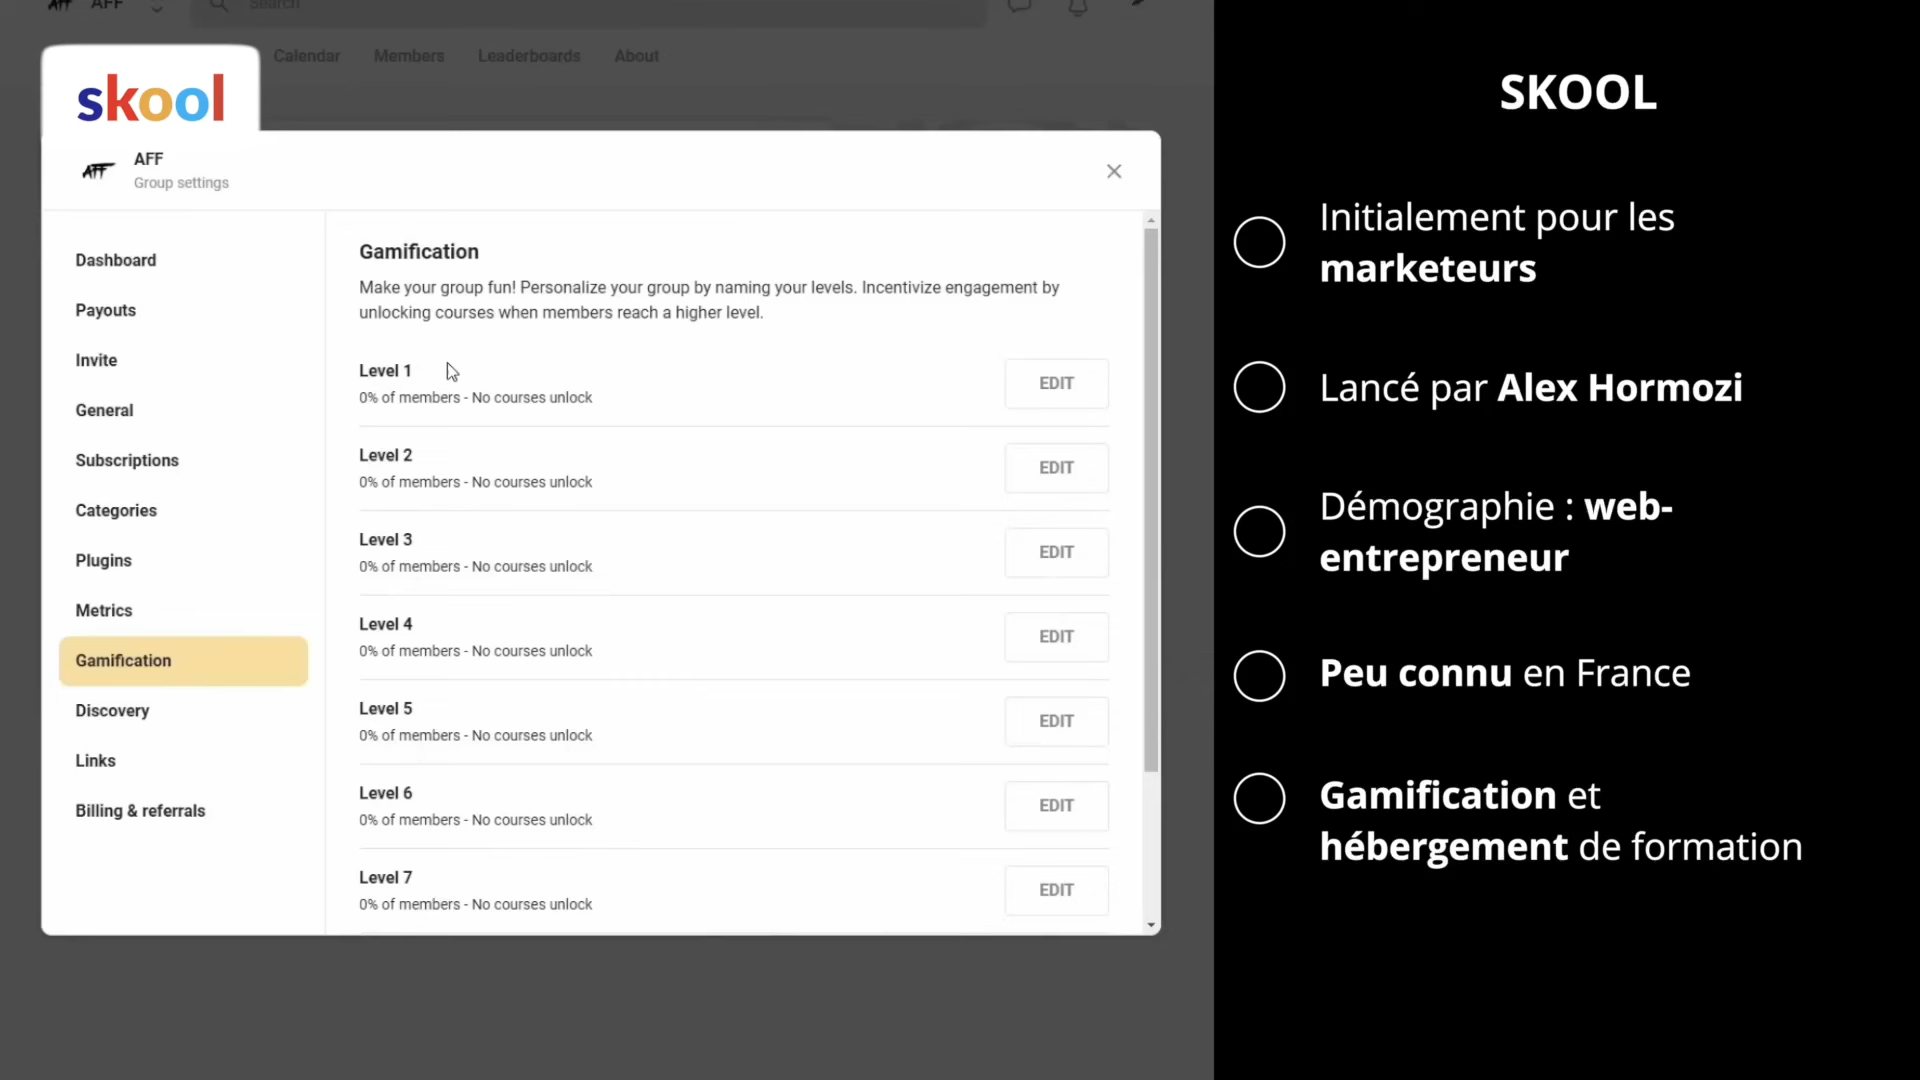 AFF
Search
Calendar
Members
Leaderboards
About
skool
AFF
Group settings
Dashboard
Payouts
Invite
General
Subscriptions
Categories
Plugins
Metrics
Gamification
Discovery
Links
Billing & referrals
Gamification
Make your group fun! Personalize your group by naming your levels. Incentivize engagement by
unlocking courses when members reach a higher level.
Level 1
0% of members - No courses unlock
EDIT
Level 2
0% of members - No courses unlock
EDIT
Level 3
0% of members - No courses unlock
EDIT
Level 4
0% of members - No courses unlock
EDIT
Level 5
0% of members - No courses unlock
EDIT
Level 6
0% of members - No courses unlock
EDIT
Level 7
0% of members - No courses unlock
EDIT
SKOOL
Initialement pour les
marketeurs
Lancé par Alex Hormozi
Démographie : web-
entrepreneur
Peu connu en France
Gamification et
hébergement de formation